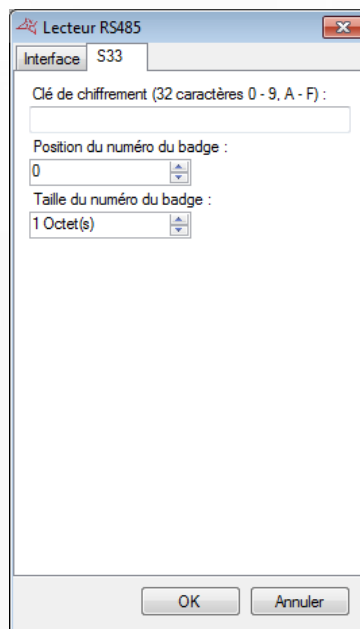 Lecteur RS485
Interface S33
Clé de chiffrement (32 caractères 0 - 9, A - F) :
Position du numéro du badge :
0
Taille du numéro du badge :
1 Octet(s)
OK Annuler